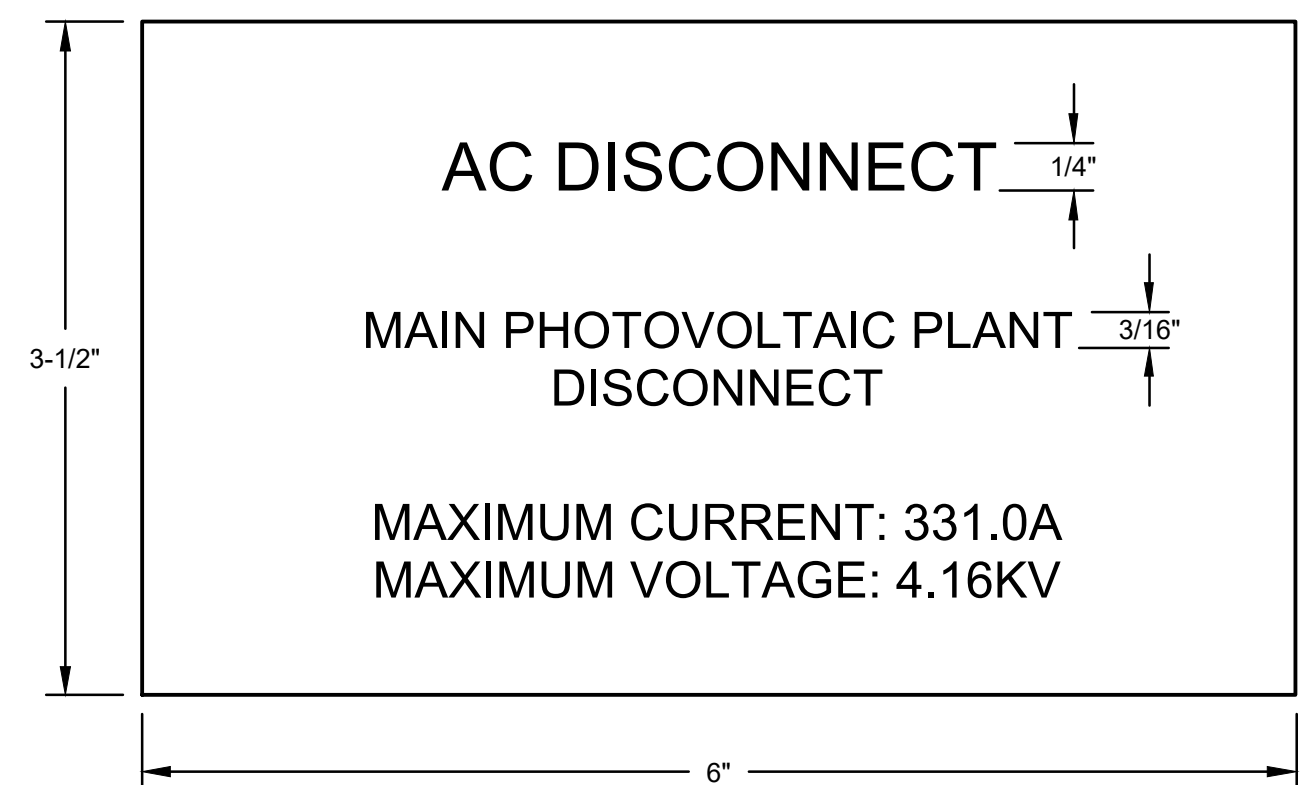 AC DISCONNECT
1/4"
MAIN PHOTOVOLTAIC PLANT
3/16"
DISCONNECT
3-1/2"
MAXIMUM CURRENT: 331.0A
MAXIMUM VOLTAGE: 4.16KV
6"